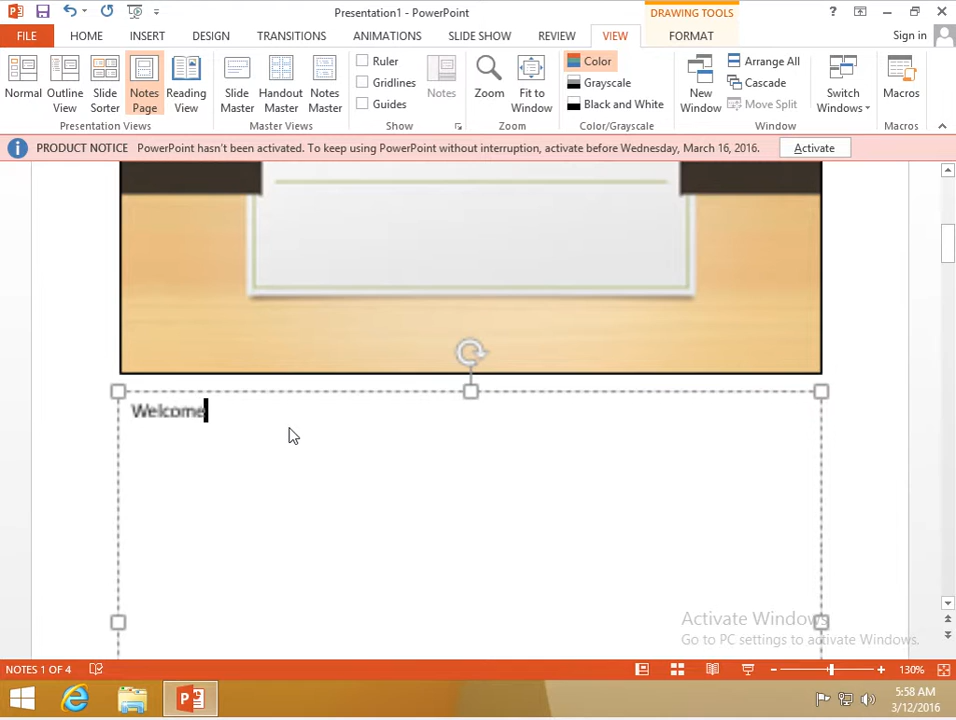 Presentation1 - PowerPoint
DRAWING TOOLS
?
FILE HOME INSERT DESIGN TRANSITIONS ANIMATIONS SLIDE SHOW REVIEW VIEW FORMAT Sign in
Normal Outline View Slide Sorter Notes Page Reading View
Presentation Views
Slide Master Handout Master Notes Master
Master Views
Ruler
Gridlines
Guides
Notes
Show
Zoom Fit to Window
Zoom
Color
Grayscale
Black and White
Color/Grayscale
New Window
Arrange All
Cascade
Move Split
Switch Windows
Window
Macros
Macros
PRODUCT NOTICE PowerPoint hasn't been activated. To keep using PowerPoint without interruption, activate before Wednesday, March 16, 2016. Activate
Welcome
Activate Windows
Go to PC settings to activate Windows.
NOTES 1 OF 4
130%
5:58 AM
3/12/2016